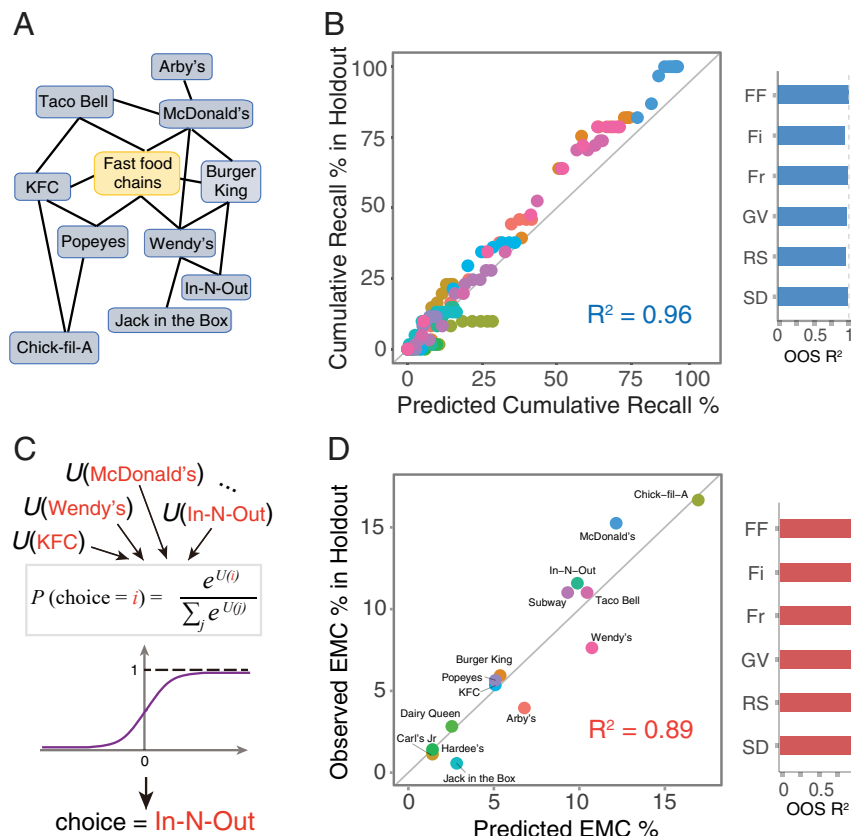 A
Arby's
Taco Bell
McDonald's
Fast food
chains
KFC
Burger
King
Popeyes
Wendy's
In-N-Out
Jack in the Box
Chick-fil-A
B
Cumulative Recall % in Holdout
100
75
50
25
0
R² = 0.96
0 25 50 75 100
Predicted Cumulative Recall %
FF
Fi
Fr
GV
RS
SD
0 0.5 1
OOS R²
C
U(McDonald's)
...
U(Wendy's)
U(In-N-Out)
U(KFC)
P (choice = i) = e^U(i) / ∑j e^U(j)
1
0
choice = In-N-Out
D
Observed EMC % in Holdout
15
10
5
0
Chick-fil-A
McDonald's
In-N-Out
Subway
Taco Bell
Wendy's
Burger King
Popeyes
KFC
Arby's
Dairy Queen
Carl's Jr
Hardee's
Jack in the Box
R² = 0.89
0 5 10 15
Predicted EMC %
FF
Fi
Fr
GV
RS
SD
0 0.5
OOS R²